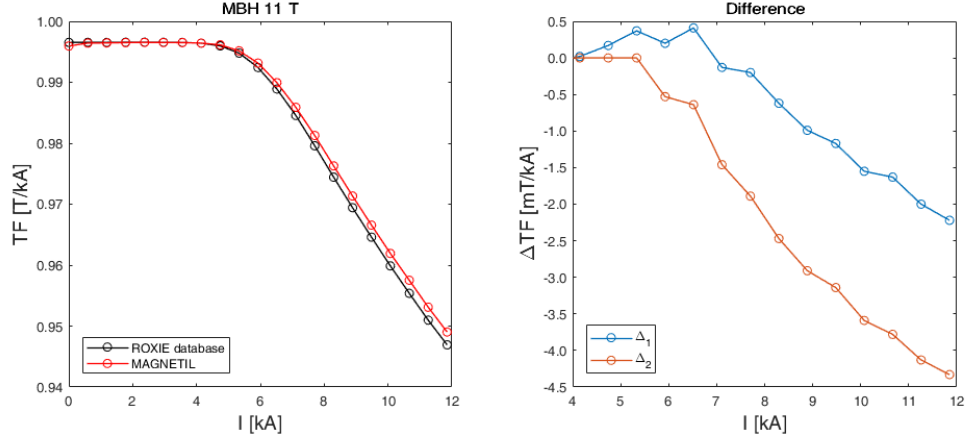 MBH 11 T
TF [T/kA]
1.00
0.99
0.98
0.97
0.96
0.95
0.94
ROXIE database
MAGNETIL
0 2 4 6 8 10 12
I [kA]
Difference
ΔTF [mT/kA]
0.5
0.0
-0.5
-1.0
-1.5
-2.0
-2.5
-3.0
-3.5
-4.0
-4.5
Δ1
Δ2
4 5 6 7 8 9 10 11 12
I [kA]